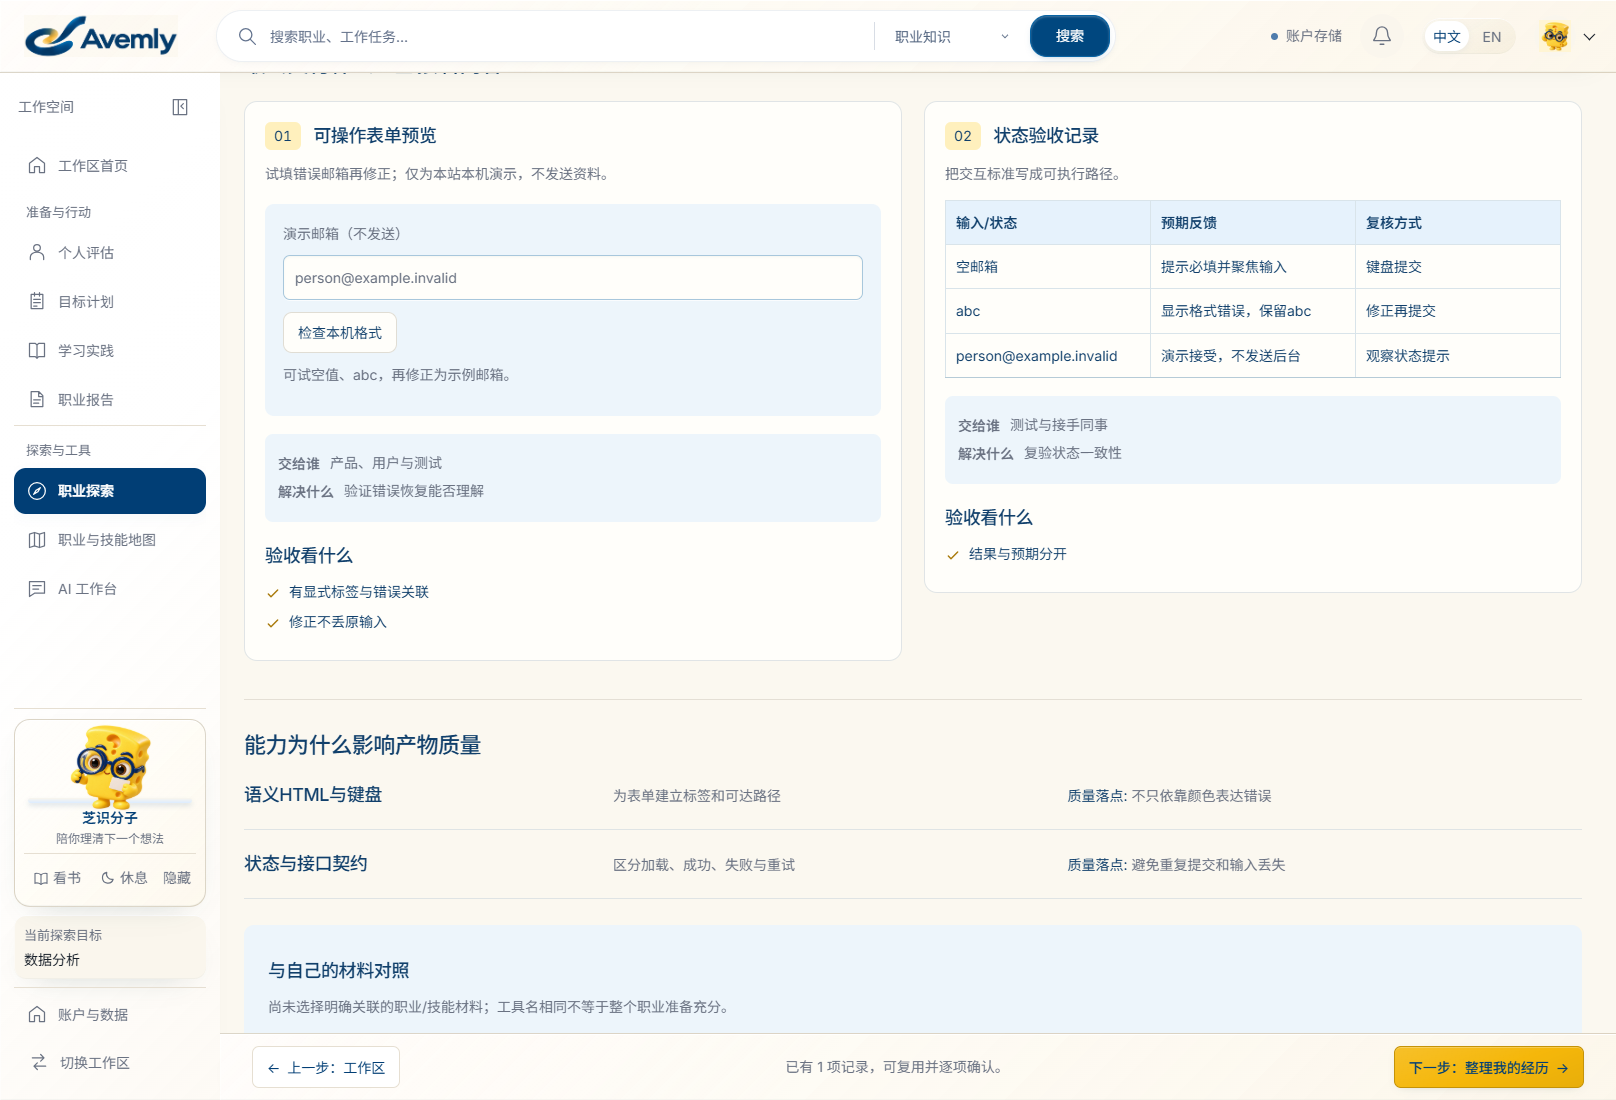 Avemly
搜索职业、工作任务...
职业知识
搜索
账户存储
中文
EN
工作空间
工作区首页
准备与行动
个人评估
目标计划
学习实践
职业报告
探索与工具
职业探索
职业与技能地图
AI 工作台
芝识分子
陪你理清下一个想法
看书
休息
隐藏
当前探索目标
数据分析
账户与数据
切换工作区
01
可操作表单预览
试填错误邮箱再修正；仅为本站本机演示，不发送资料。
演示邮箱（不发送）
person@example.invalid
检查本机格式
可试空值、abc，再修正为示例邮箱。
交给谁 产品、用户与测试
解决什么 验证错误恢复能否理解
验收看什么
有显式标签与错误关联
修正不丢原输入
02
状态验收记录
把交互标准写成可执行路径。
输入/状态 预期反馈 复核方式
空邮箱 提示必填并聚焦输入 键盘提交
abc 显示格式错误，保留abc 修正再提交
person@example.invalid 演示接受，不发送后台 观察状态提示
交给谁 测试与接手同事
解决什么 复验状态一致性
验收看什么
结果与预期分开
能力为什么影响产物质量
语义HTML与键盘 为表单建立标签和可达路径 质量落点: 不只依靠颜色表达错误
状态与接口契约 区分加载、成功、失败与重试 质量落点: 避免重复提交和输入丢失
与自己的材料对照
尚未选择明确关联的职业/技能材料；工具名相同不等于整个职业准备充分。
← 上一步：工作区
已有 1 项记录，可复用并逐项确认。
下一步：整理我的经历 →